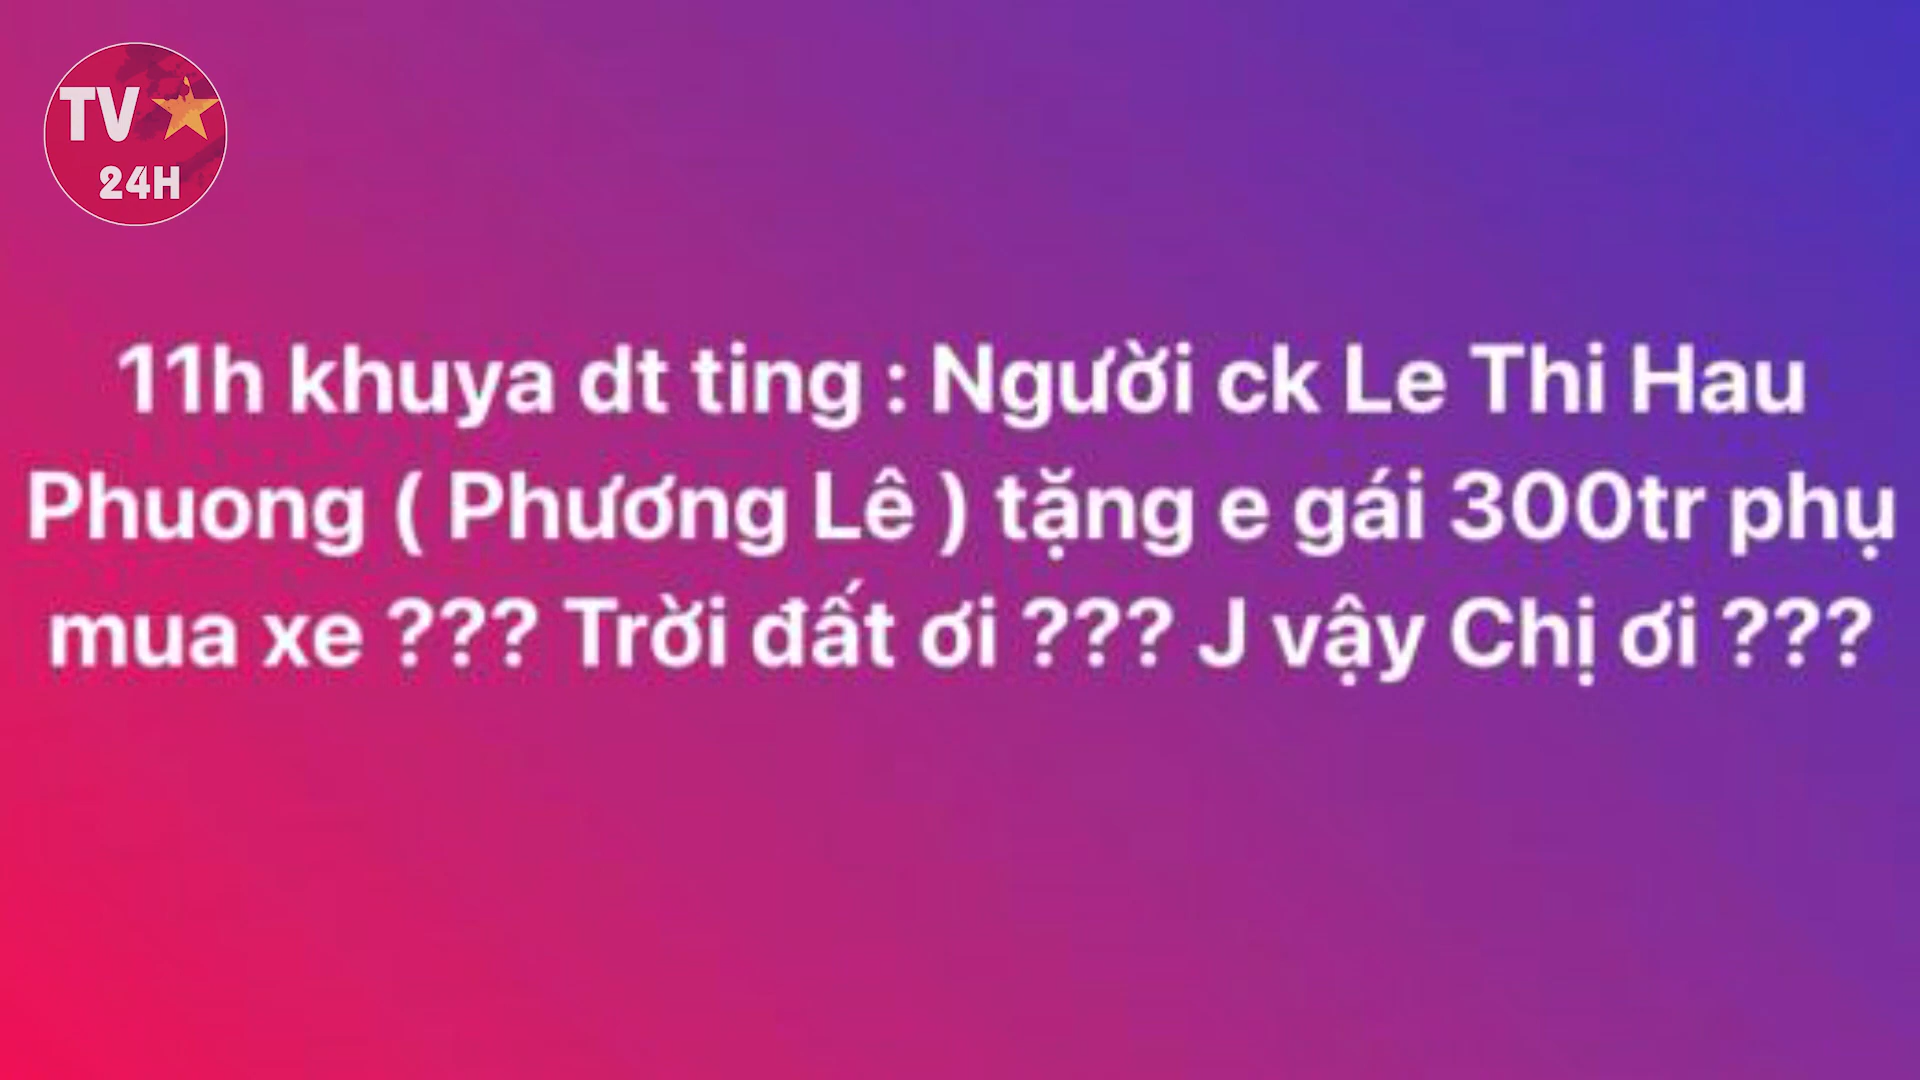 TV
24H
11h khuya dt ting : Người ck Le Thi Hau
Phuong ( Phương Lê ) tặng e gái 300tr phụ
mua xe ??? Trời đất ơi ??? J vậy Chị ơi ???